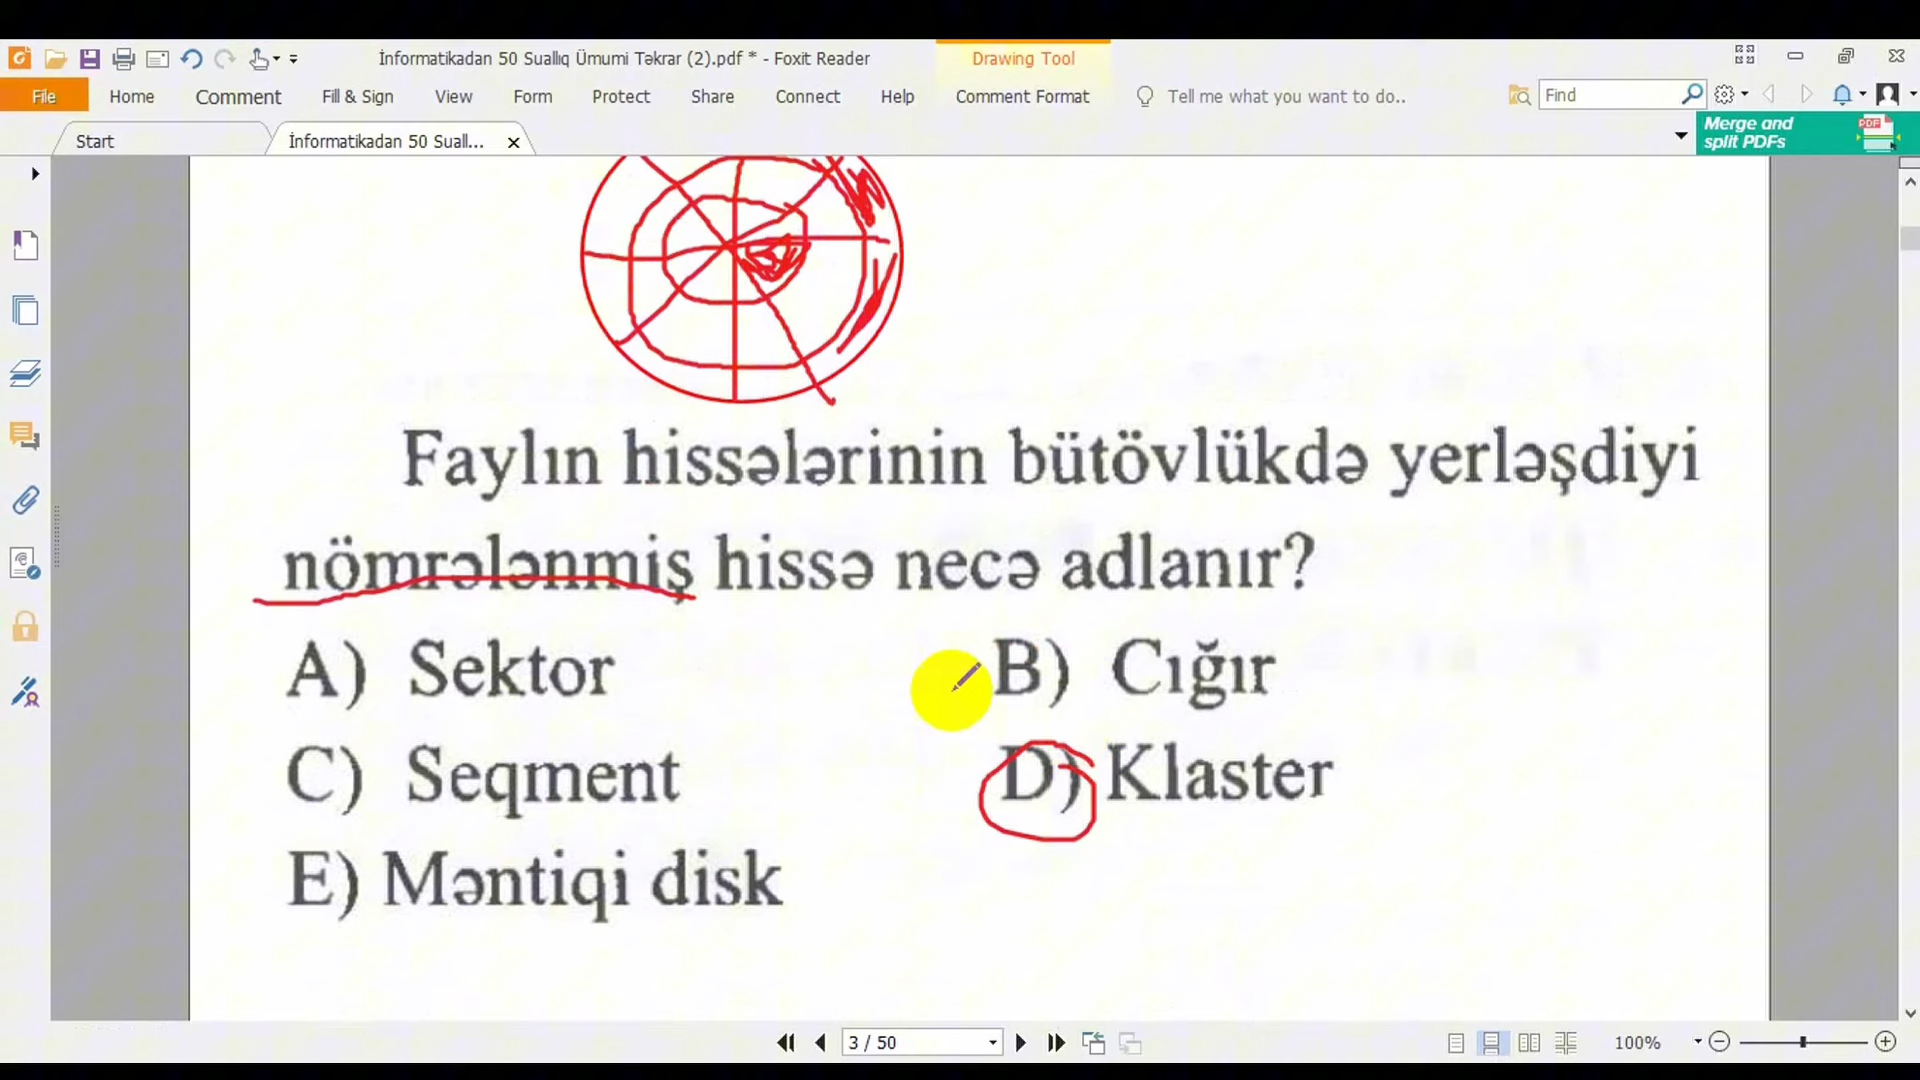 İnformatikadan 50 Suallıq Ümumi Təkrar (2).pdf * - Foxit Reader
Drawing Tool
File Home Comment Fill & Sign View Form Protect Share Connect Help Comment Format Tell me what you want to do.. Find
Start İnformatikadan 50 Suall... Merge and
split PDFs
PDF
Faylın hissələrinin bütövlükdə yerləşdiyi
nömrələnmiş hissə necə adlanır?
A) Sektor B) Cığır
C) Seqment D) Klaster
E) Məntiqi disk
3 / 50 100%